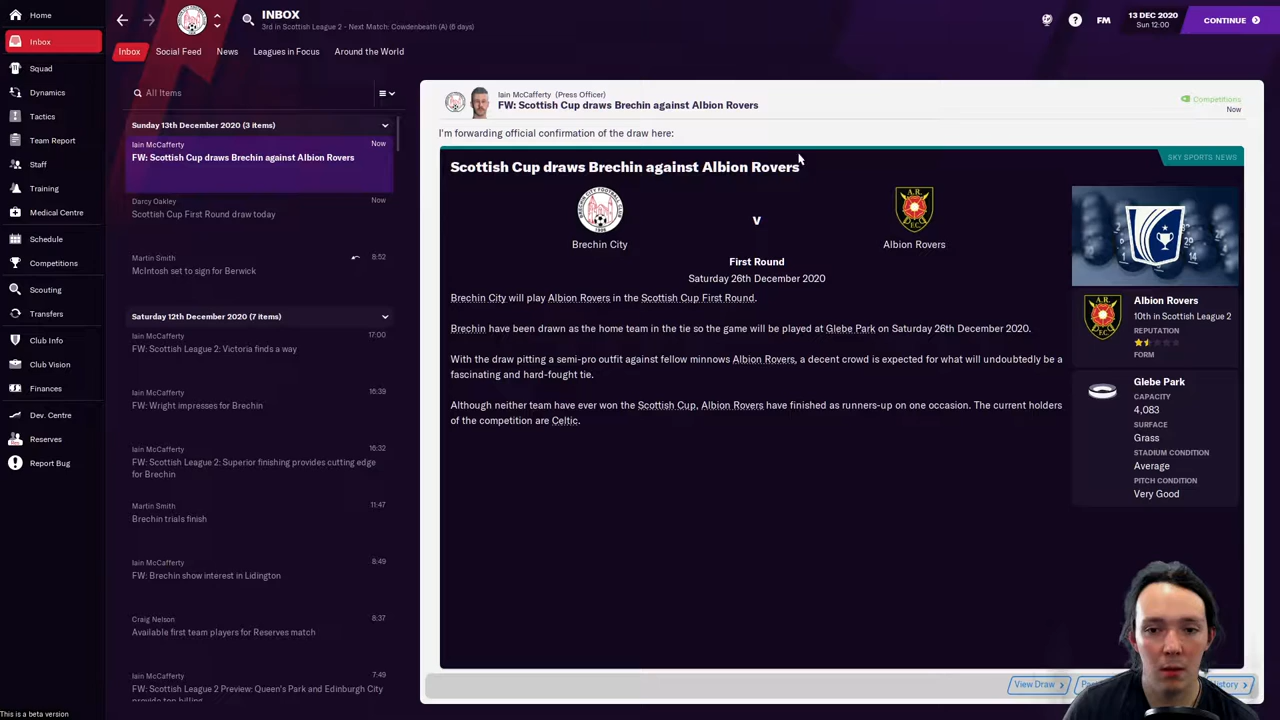 Home
Inbox
Squad
Dynamics
Tactics
Team Report
Staff
Training
Medical Centre
Schedule
Competitions
Scouting
Transfers
Club Info
Club Vision
Finances
Dev. Centre
Reserves
Report Bug
This is a beta version
INBOX
3rd in Scottish League 2 - Next Match: Cowdenbeath (A) (6 days)
FM
13 DEC 2020
Sun 12:00
CONTINUE
Inbox
Social Feed
News
Leagues in Focus
Around the World
All Items
Sunday 13th December 2020 (3 items)
Iain McCafferty
Now
FW: Scottish Cup draws Brechin against Albion Rovers
Darcy Oakley
Now
Scottish Cup First Round draw today
Martin Smith
8:52
McIntosh set to sign for Berwick
Saturday 12th December 2020 (7 items)
Iain McCafferty
17:00
FW: Scottish League 2: Victoria finds a way
Iain McCafferty
16:39
FW: Wright impresses for Brechin
Iain McCafferty
16:32
FW: Scottish League 2: Superior finishing provides cutting edge
for Brechin
Martin Smith
11:47
Brechin trials finish
Iain McCafferty
8:49
FW: Brechin show interest in Lidington
Craig Nelson
8:37
Available first team players for Reserves match
Iain McCafferty
7:49
FW: Scottish League 2 Preview: Queen's Park and Edinburgh City
provide top billing
Iain McCafferty (Press Officer)
FW: Scottish Cup draws Brechin against Albion Rovers
Competitions
Now
I'm forwarding official confirmation of the draw here:
Scottish Cup draws Brechin against Albion Rovers
SKY SPORTS NEWS
v
Brechin City
Albion Rovers
First Round
Saturday 26th December 2020
Brechin City will play Albion Rovers in the Scottish Cup First Round.
Brechin have been drawn as the home team in the tie so the game will be played at Glebe Park on Saturday 26th December 2020.
With the draw pitting a semi-pro outfit against fellow minnows Albion Rovers, a decent crowd is expected for what will undoubtedly be a
fascinating and hard-fought tie.
Although neither team have ever won the Scottish Cup, Albion Rovers have finished as runners-up on one occasion. The current holders
of the competition are Celtic.
Albion Rovers
10th in Scottish League 2
REPUTATION
FORM
Glebe Park
CAPACITY
4,083
SURFACE
Grass
STADIUM CONDITION
Average
PITCH CONDITION
Very Good
View Draw